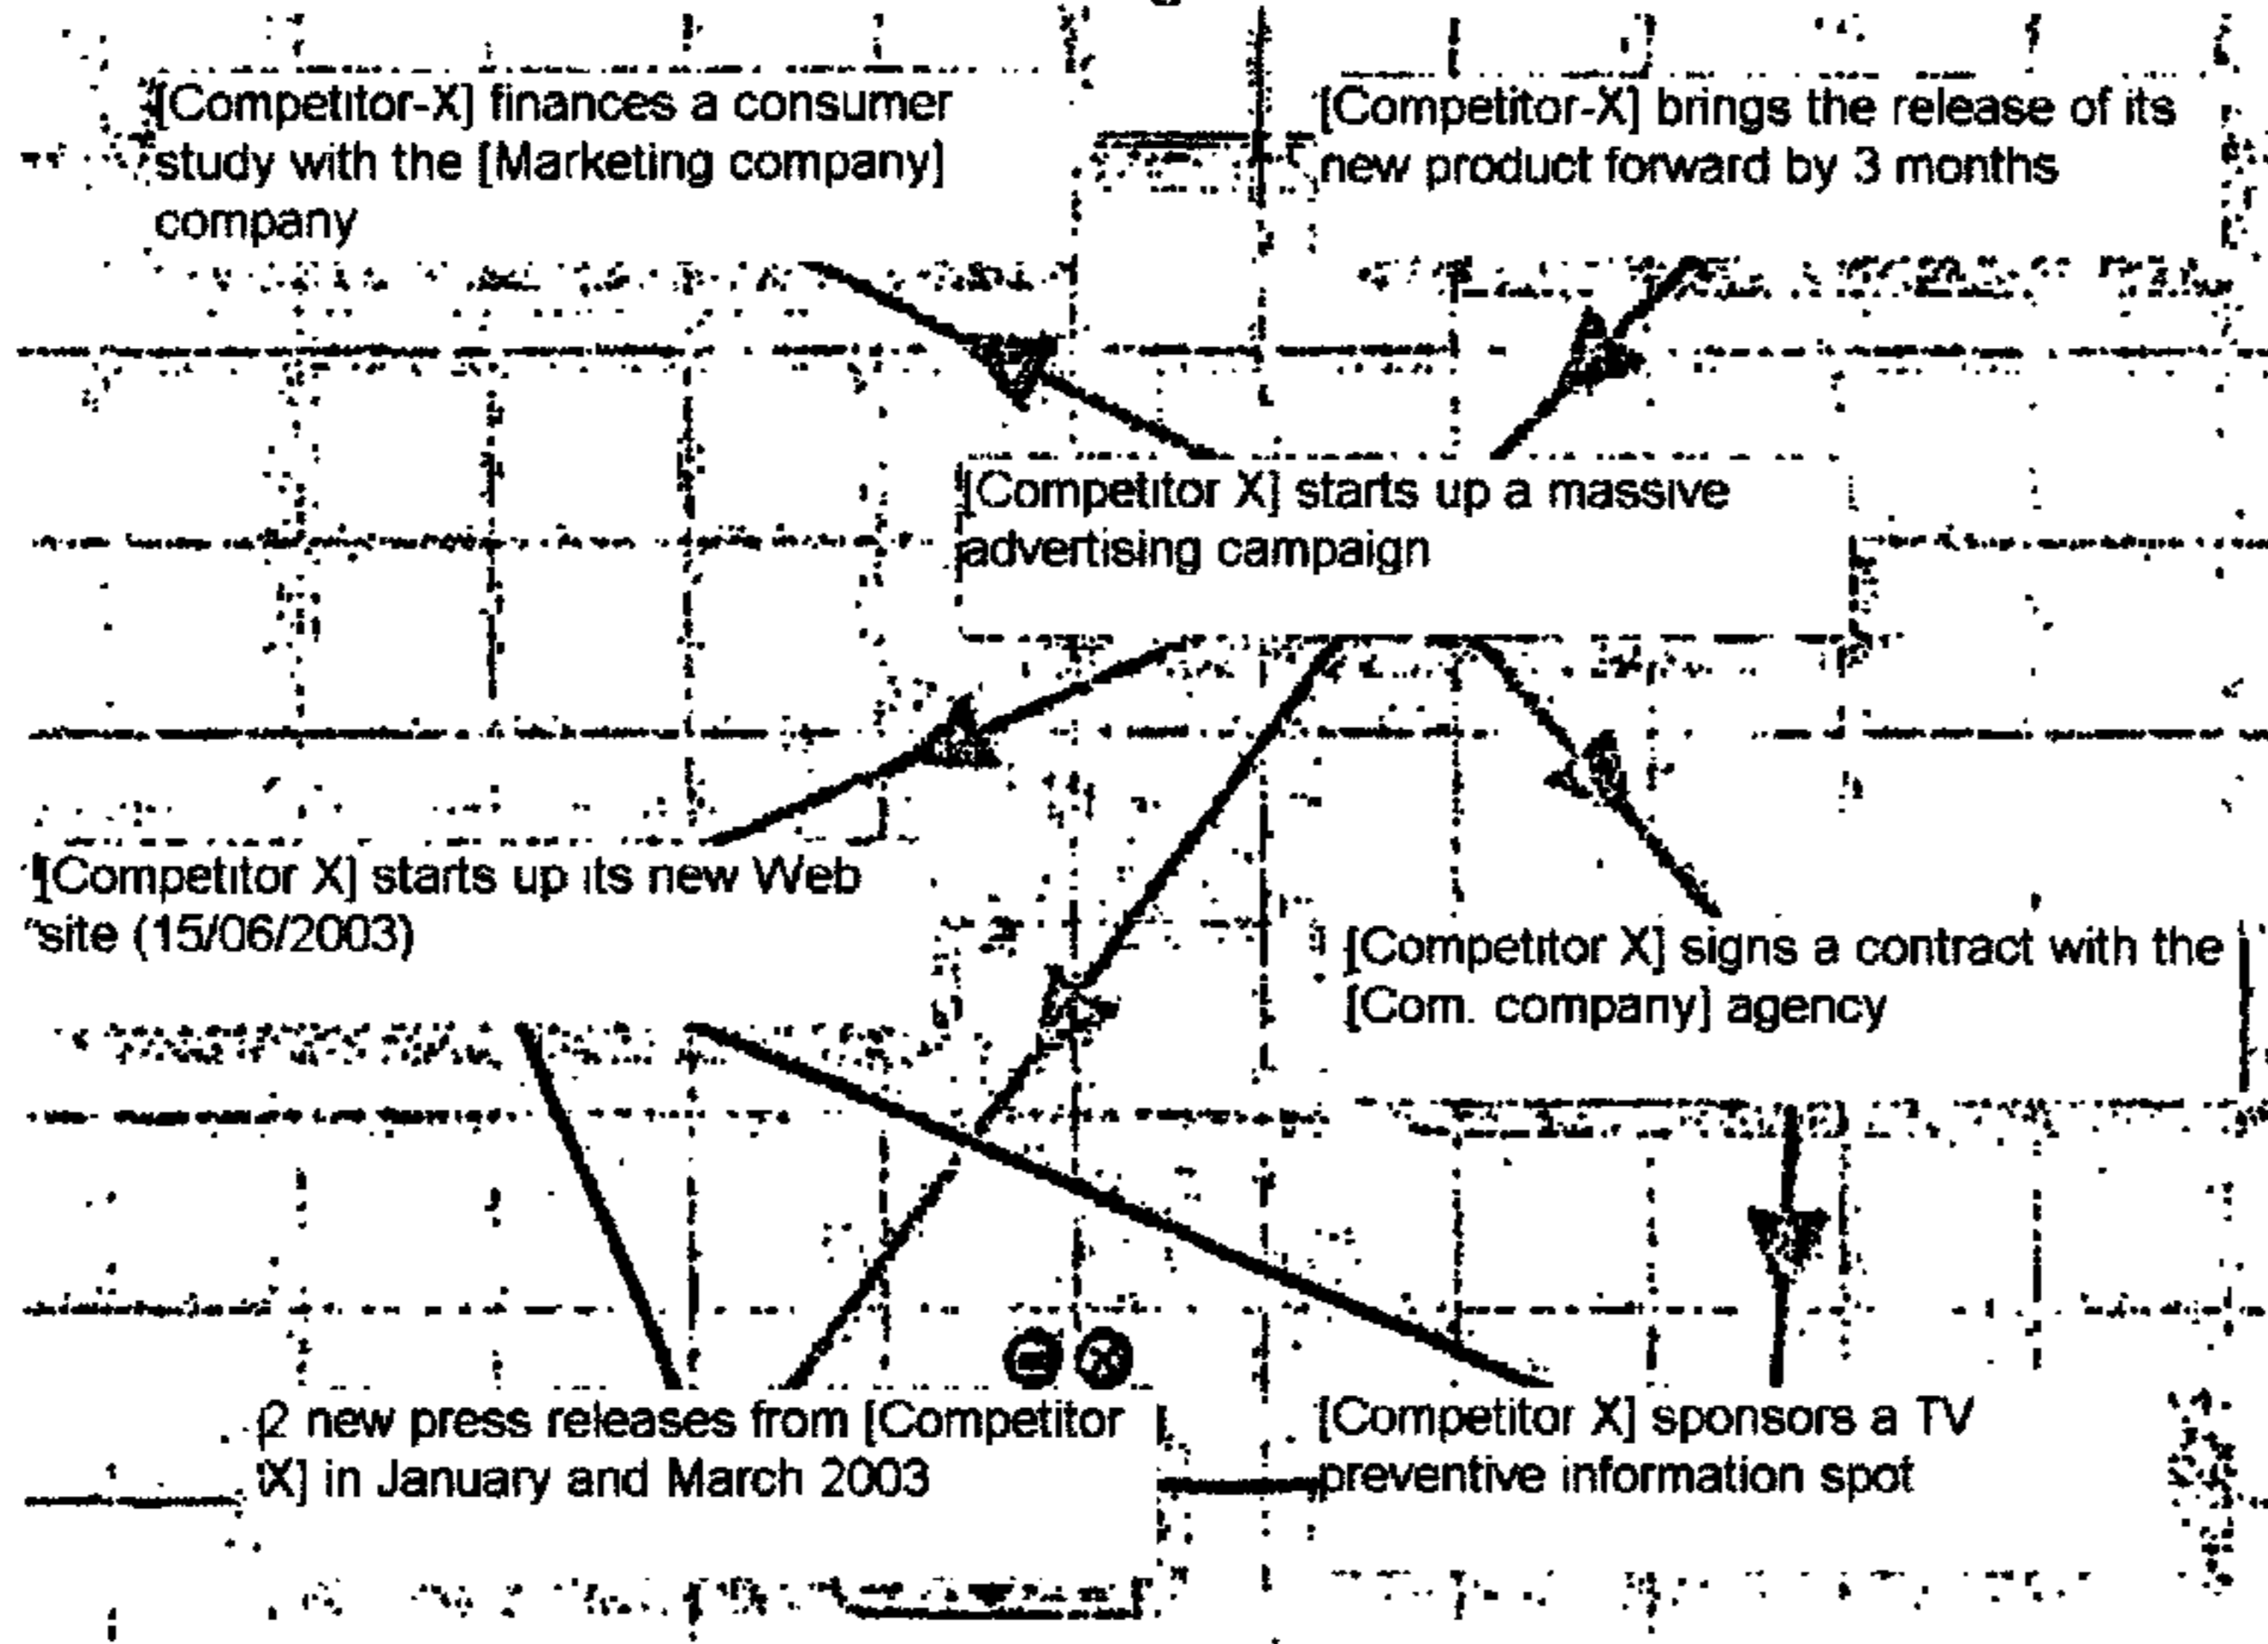 [Competitor-X] finances a consumer
study with the [Marketing company]
company
[Competitor-X] brings the release of its
new product forward by 3 months
[Competitor X] starts up a massive
advertising campaign
[Competitor X] starts up its new Web
site (15/06/2003)
[Competitor X] signs a contract with the
[Com. company] agency
2 new press releases from [Competitor
X] in January and March 2003
[Competitor X] sponsors a TV
preventive information spot